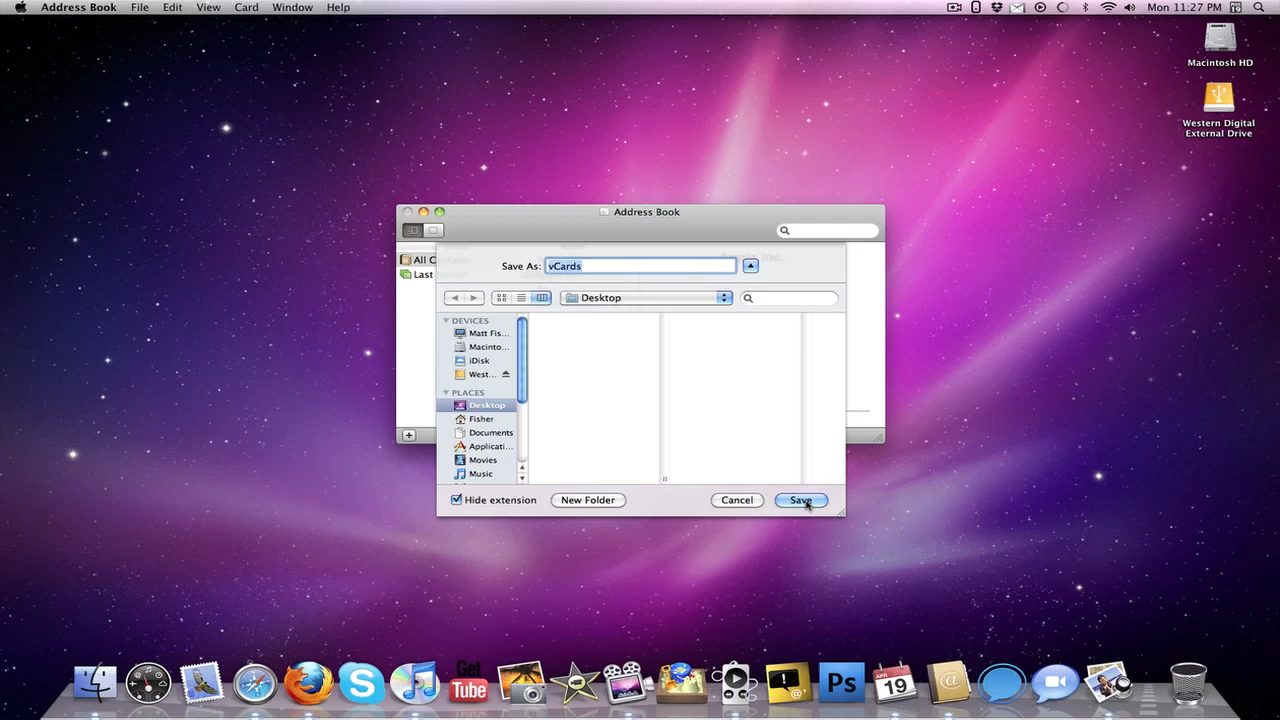 Address Book File Edit View Card Window Help
Mon 11:27 PM
Macintosh HD
Western Digital
External Drive
Address Book
All C
Last
Save As: vCards
Desktop
DEVICES
Matt Fis...
Macinto...
iDisk
West...
PLACES
Desktop
Fisher
Documents
Applicati...
Movies
Music
Hide extension New Folder Cancel Save
Get
Tube
Ps
APR
19